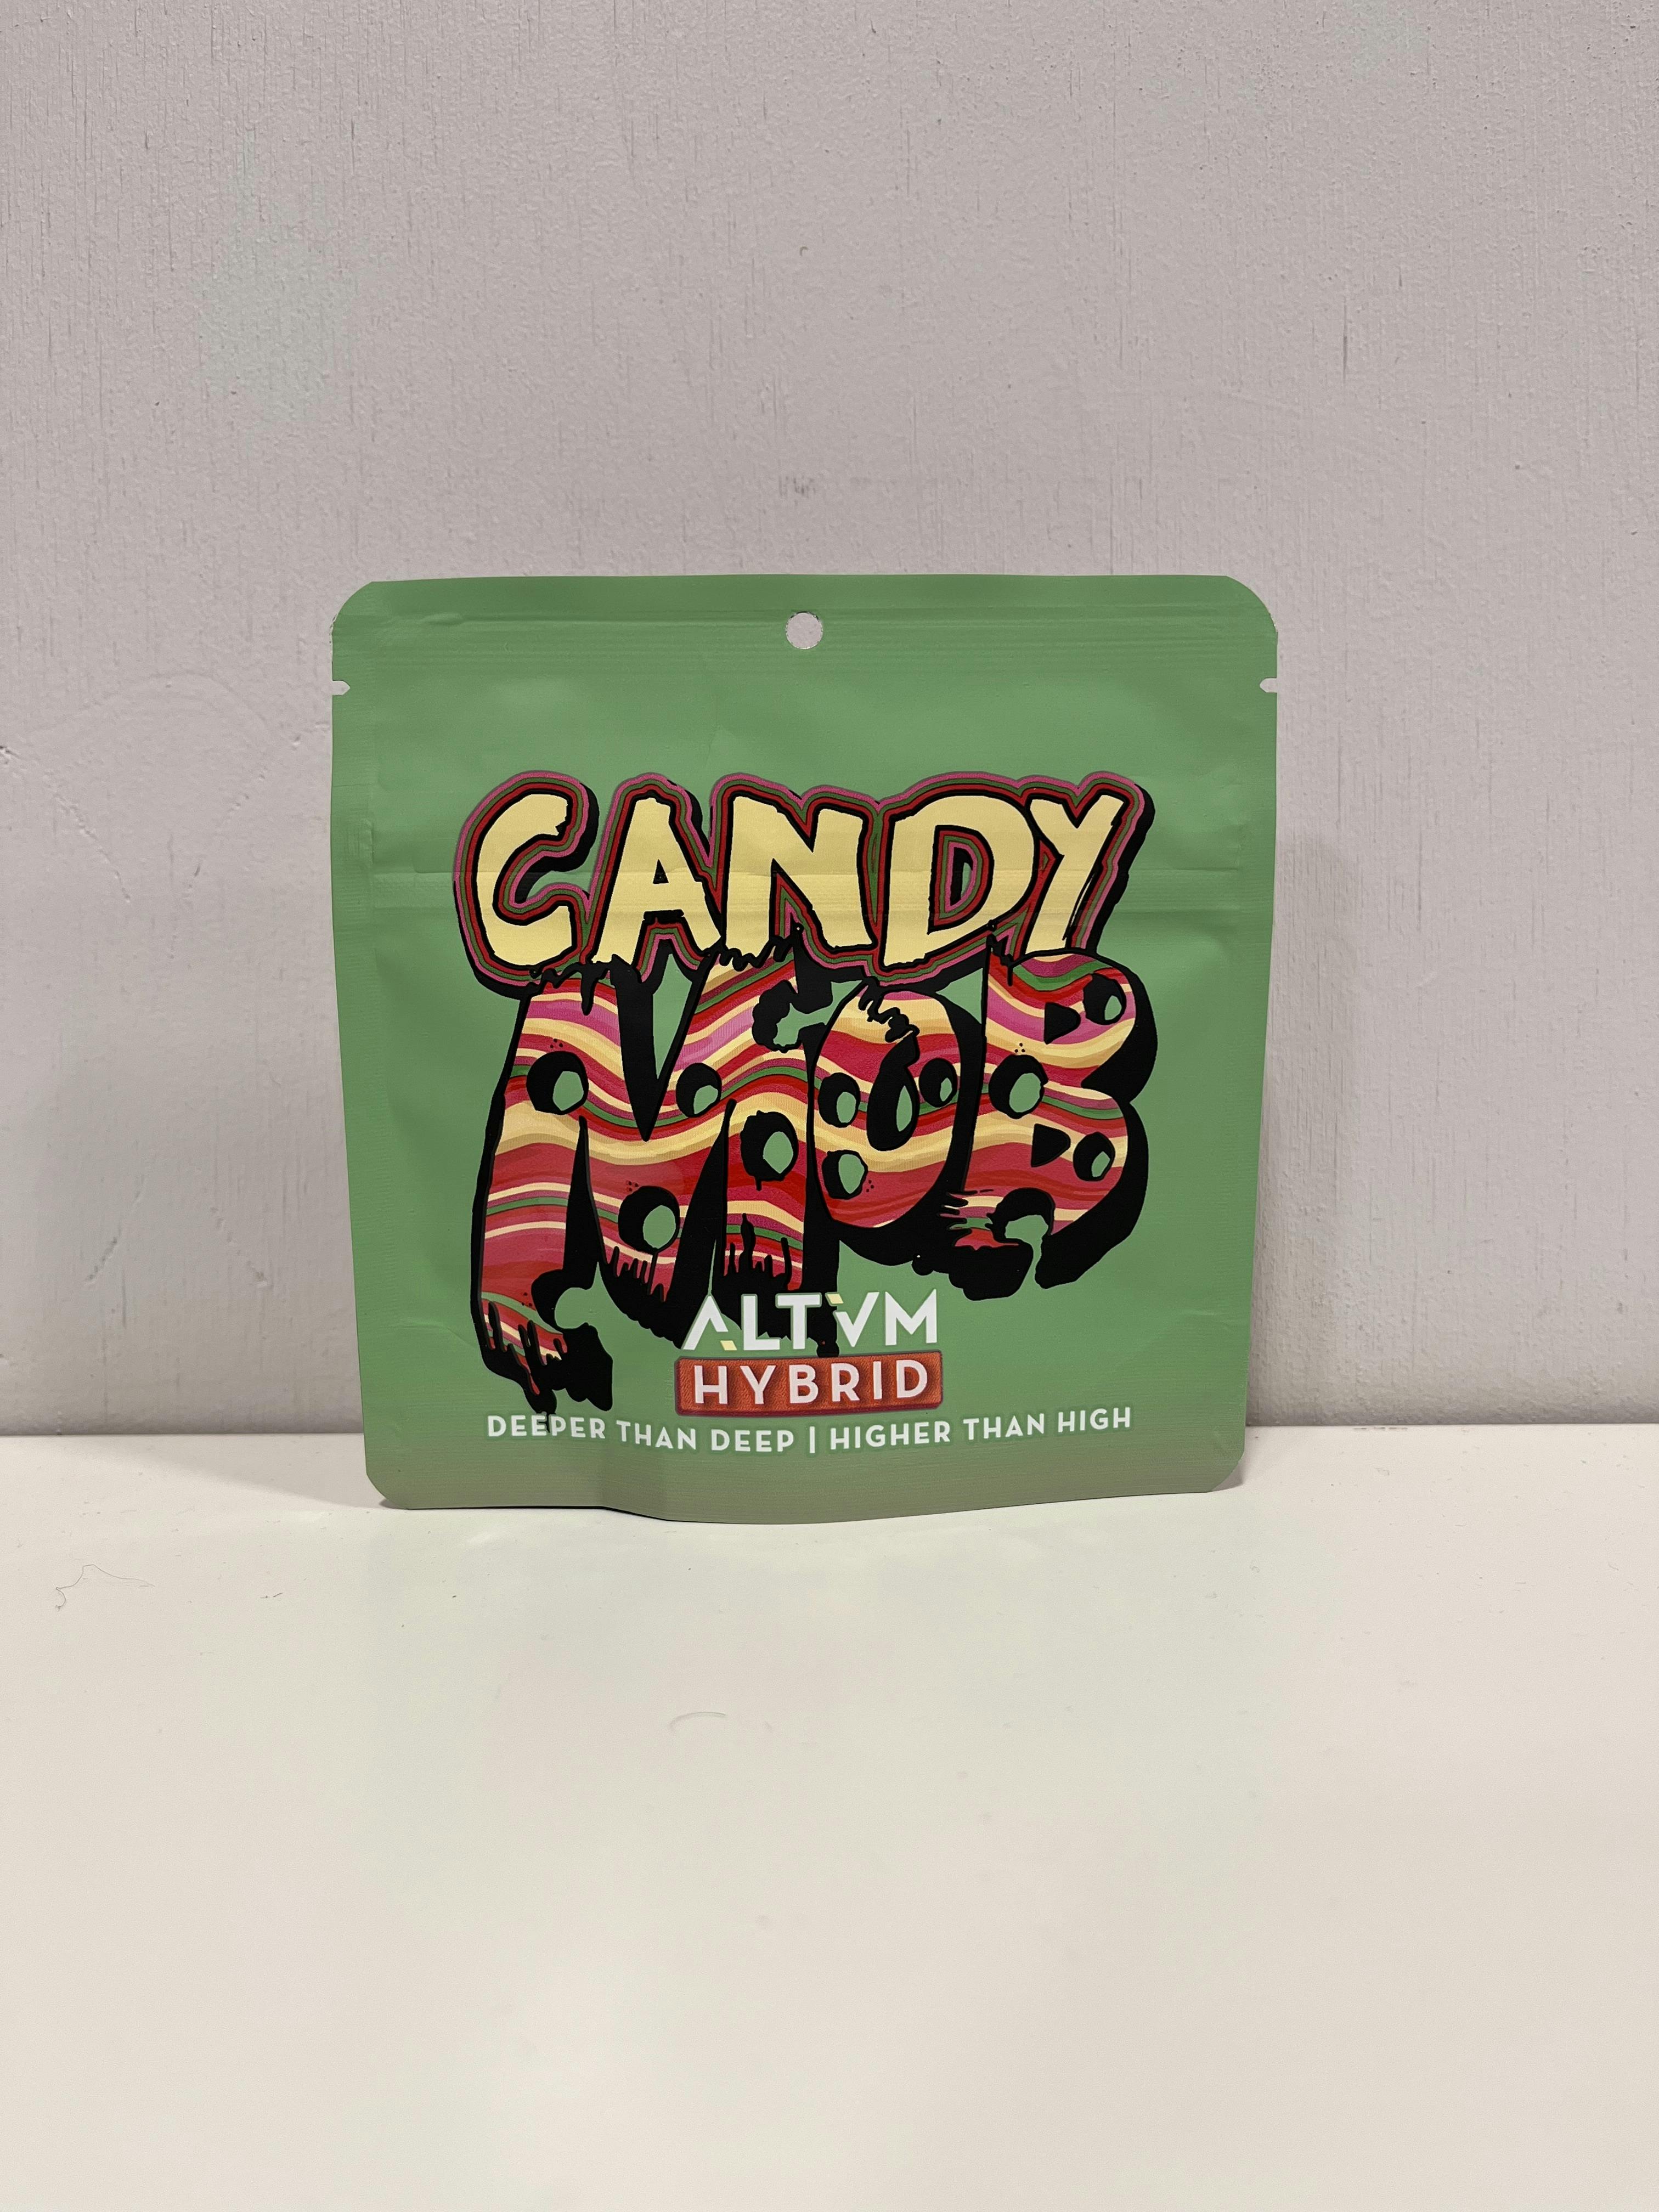 CANDY
MOB
ALTVM
HYBRID
DEEPER THAN DEEP | HIGHER THAN HIGH